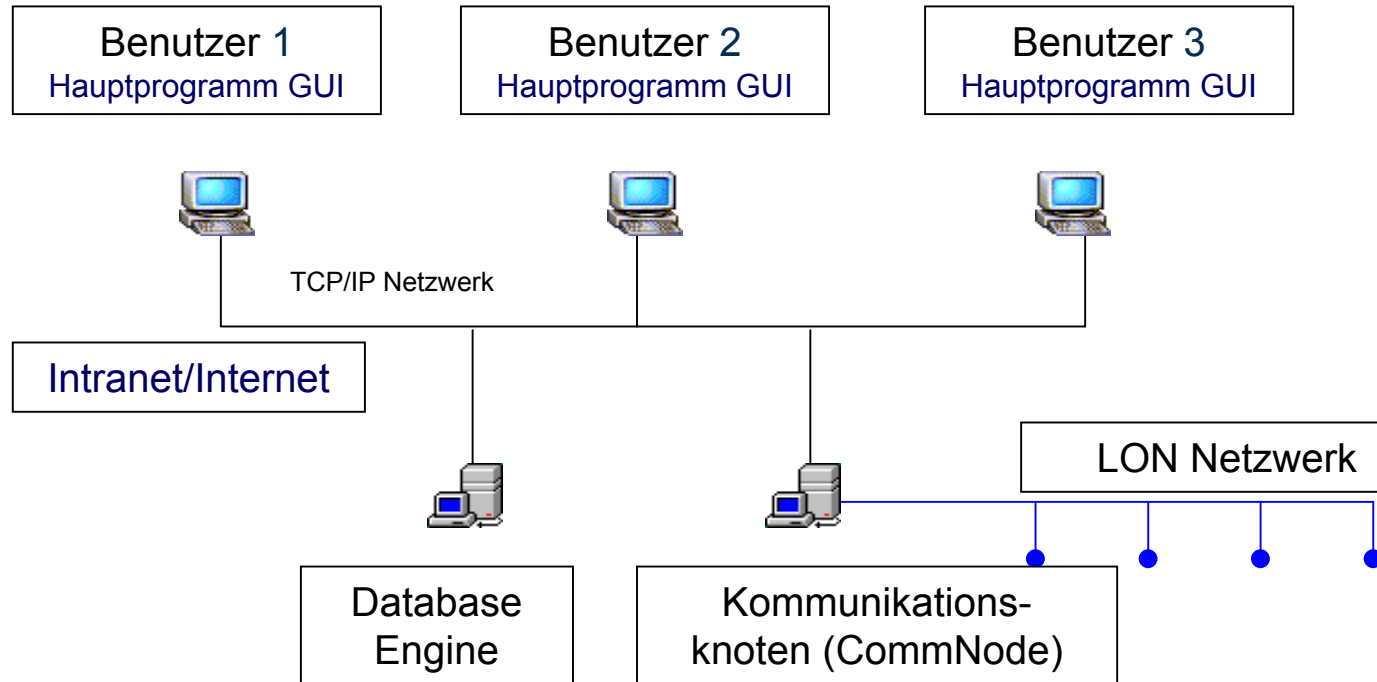 Benutzer 1
Hauptprogramm GUI
Benutzer 2
Hauptprogramm GUI
Benutzer 3
Hauptprogramm GUI
TCP/IP Netzwerk
Intranet/Internet
LON Netzwerk
Database
Engine
Kommunikations-
knoten (CommNode)